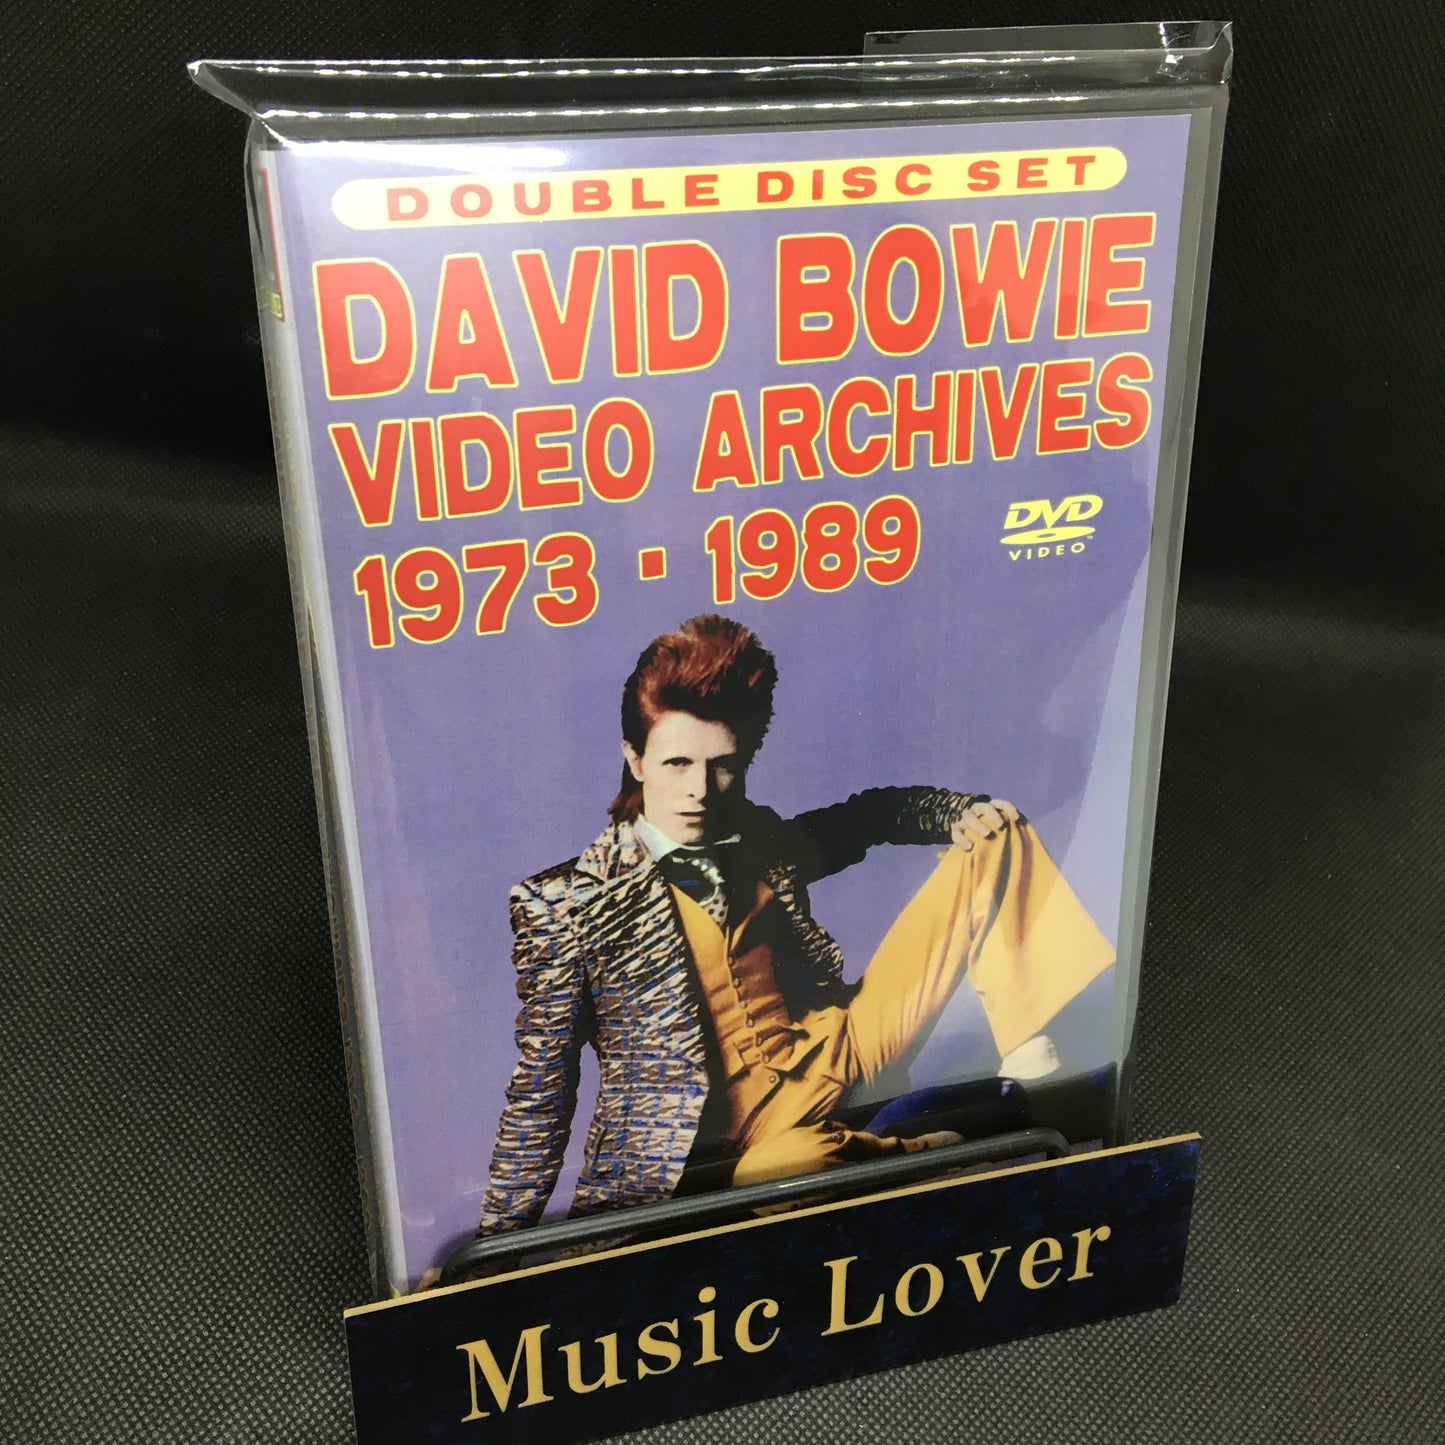 DOUBLE DISC SET
DAVID BOWIE
VIDEO ARCHIVES
1973 · 1989
DVD
VIDEO
Music Lover